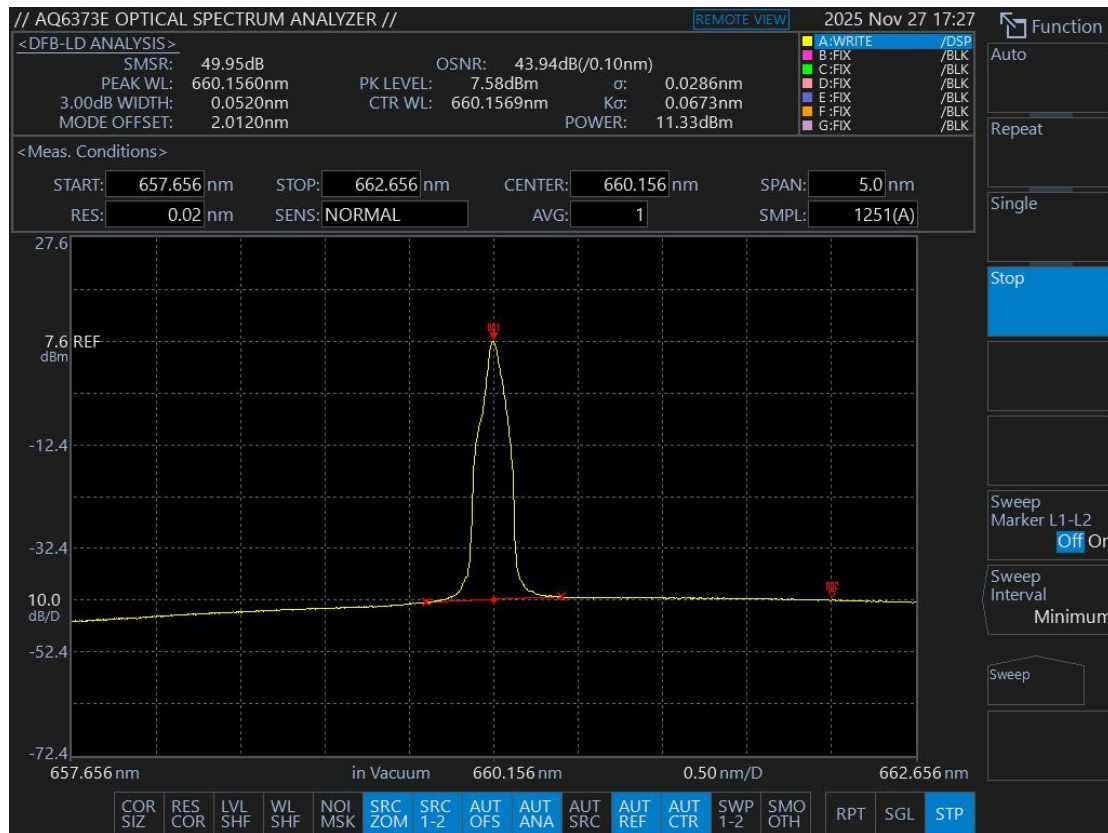 // AQ6373E OPTICAL SPECTRUM ANALYZER //
REMOTE VIEW
2025 Nov 27 17:27
<DFB-LD ANALYSIS>
SMSR: 49.95dB OSNR: 43.94dB(/0.10nm)
PEAK WL: 660.1560nm PK LEVEL: 7.58dBm σ: 0.0286nm
3.00dB WIDTH: 0.0520nm CTR WL: 660.1569nm Kσ: 0.0673nm
MODE OFFSET: 2.0120nm POWER: 11.33dBm
A:WRITE /DSP
B:FIX /BLK
C:FIX /BLK
D:FIX /BLK
E:FIX /BLK
F:FIX /BLK
G:FIX /BLK
<Meas. Conditions>
START: 657.656 nm STOP: 662.656 nm CENTER: 660.156 nm SPAN: 5.0 nm
RES: 0.02 nm SENS: NORMAL AVG: 1 SMPL: 1251(A)
27.6
7.6 REF
dBm
-12.4
-32.4
10.0
dB/D
-52.4
-72.4
001
657.656 nm in Vacuum 660.156 nm 0.50 nm/D 662.656 nm
COR SIZ
RES COR
LVL SHF
WL SHF
NOI MSK
SRC ZOM
SRC 1-2
AUT OFS
AUT ANA
AUT SRC
AUT REF
AUT CTR
SWP 1-2
SMO OTH
RPT
SGL
STP
Function
Auto
Repeat
Single
Stop
Sweep
Marker L1-L2
Off
Sweep
Interval
Minimum
Sweep